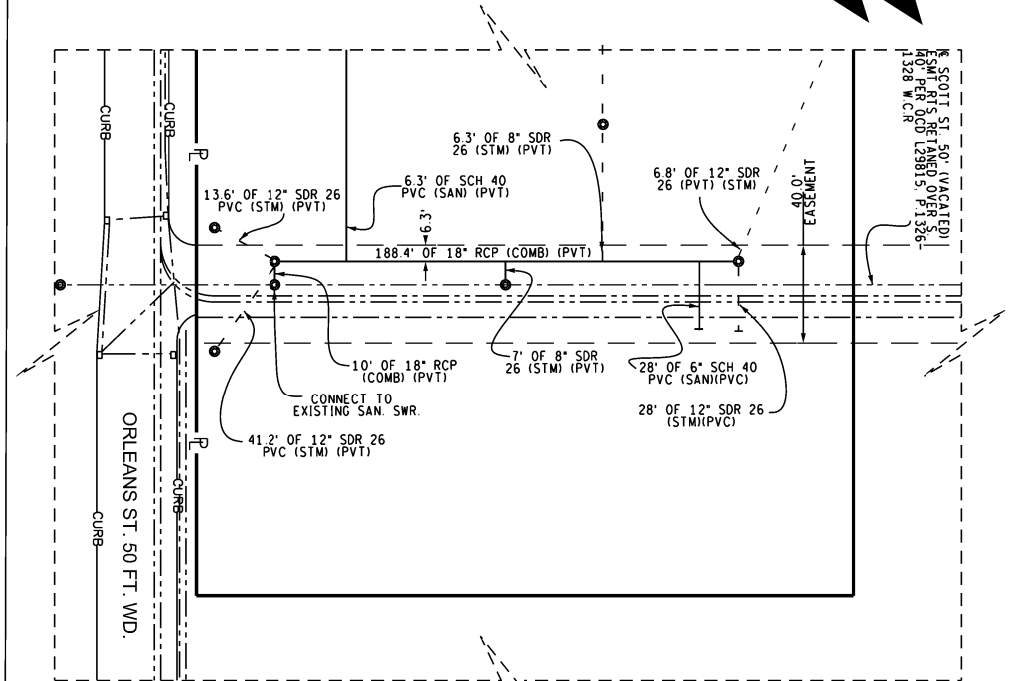 ℄ SCOTT ST. 50' (VACATED)
ESMT RTS RETANED OVER S
40' PER OCD L29815, P.1326-
1328 W.C.R
CURB
CURB
PL
6.3' OF 8" SDR
26 (STM) (PVT)
6.3' OF SCH 40
PVC (SAN) (PVT)
6.8' OF 12" SDR
26 (PVT) (STM)
40.0'
EASEMENT
13.6' OF 12" SDR 26
PVC (STM) (PVT)
6.3'
188.4' OF 18" RCP (COMB) (PVT)
10' OF 18" RCP
(COMB) (PVT)
7' OF 8" SDR
26 (STM) (PVT)
28' OF 6" SCH 40
PVC (SAN)(PVC)
CONNECT TO
EXISTING SAN. SWR.
28' OF 12" SDR 26
(STM)(PVC)
41.2' OF 12" SDR 26
PVC (STM) (PVT)
PL
ORLEANS ST. 50 FT. WD.
CURB
CURB